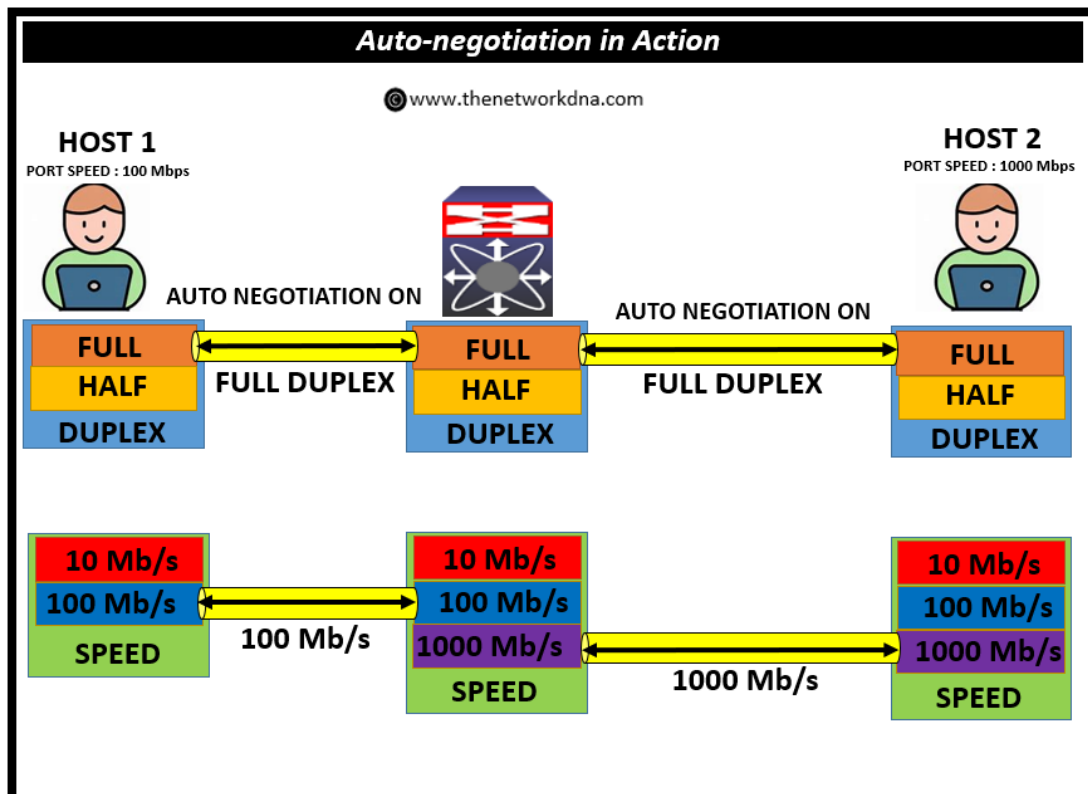 Auto-negotiation in Action
© www.thenetworkdna.com
HOST 1
PORT SPEED : 100 Mbps
HOST 2
PORT SPEED : 1000 Mbps
AUTO NEGOTIATION ON
AUTO NEGOTIATION ON
FULL
HALF
DUPLEX
FULL DUPLEX
FULL
HALF
DUPLEX
FULL DUPLEX
FULL
HALF
DUPLEX
10 Mb/s
100 Mb/s
SPEED
100 Mb/s
10 Mb/s
100 Mb/s
1000 Mb/s
SPEED
1000 Mb/s
10 Mb/s
100 Mb/s
1000 Mb/s
SPEED